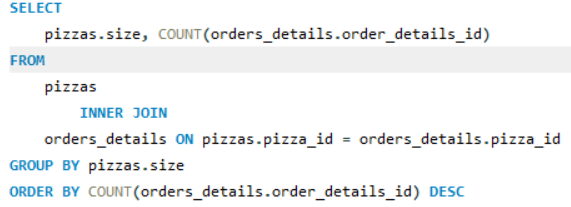 SELECT
pizzas.size, COUNT(orders_details.order_details_id)
FROM
pizzas
INNER JOIN
orders_details ON pizzas.pizza_id = orders_details.pizza_id
GROUP BY pizzas.size
ORDER BY COUNT(orders_details.order_details_id) DESC